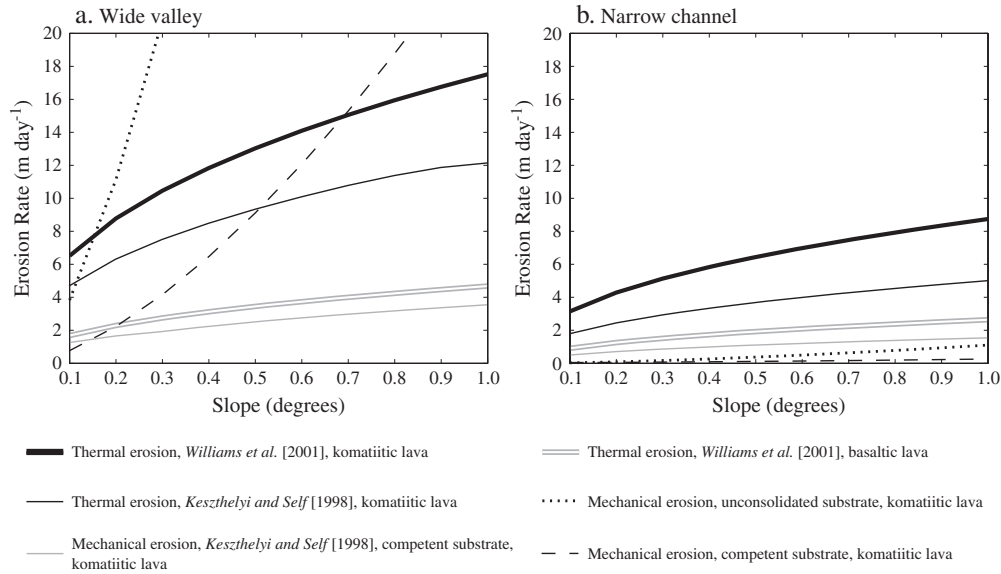 a. Wide valley
20
18
16
14
12
10
8
6
4
2
0
Erosion Rate (m day-1)
0.1 0.2 0.3 0.4 0.5 0.6 0.7 0.8 0.9 1.0
Slope (degrees)
b. Narrow channel
20
18
16
14
12
10
8
6
4
2
0
Erosion Rate (m day-1)
0.1 0.2 0.3 0.4 0.5 0.6 0.7 0.8 0.9 1.0
Slope (degrees)
Thermal erosion, Williams et al. [2001], komatiitic lava
Thermal erosion, Keszthelyi and Self [1998], komatiitic lava
Mechanical erosion, Keszthelyi and Self [1998], competent substrate,
komatiitic lava
Thermal erosion, Williams et al. [2001], basaltic lava
Mechanical erosion, unconsolidated substrate, komatiitic lava
Mechanical erosion, competent substrate, komatiitic lava